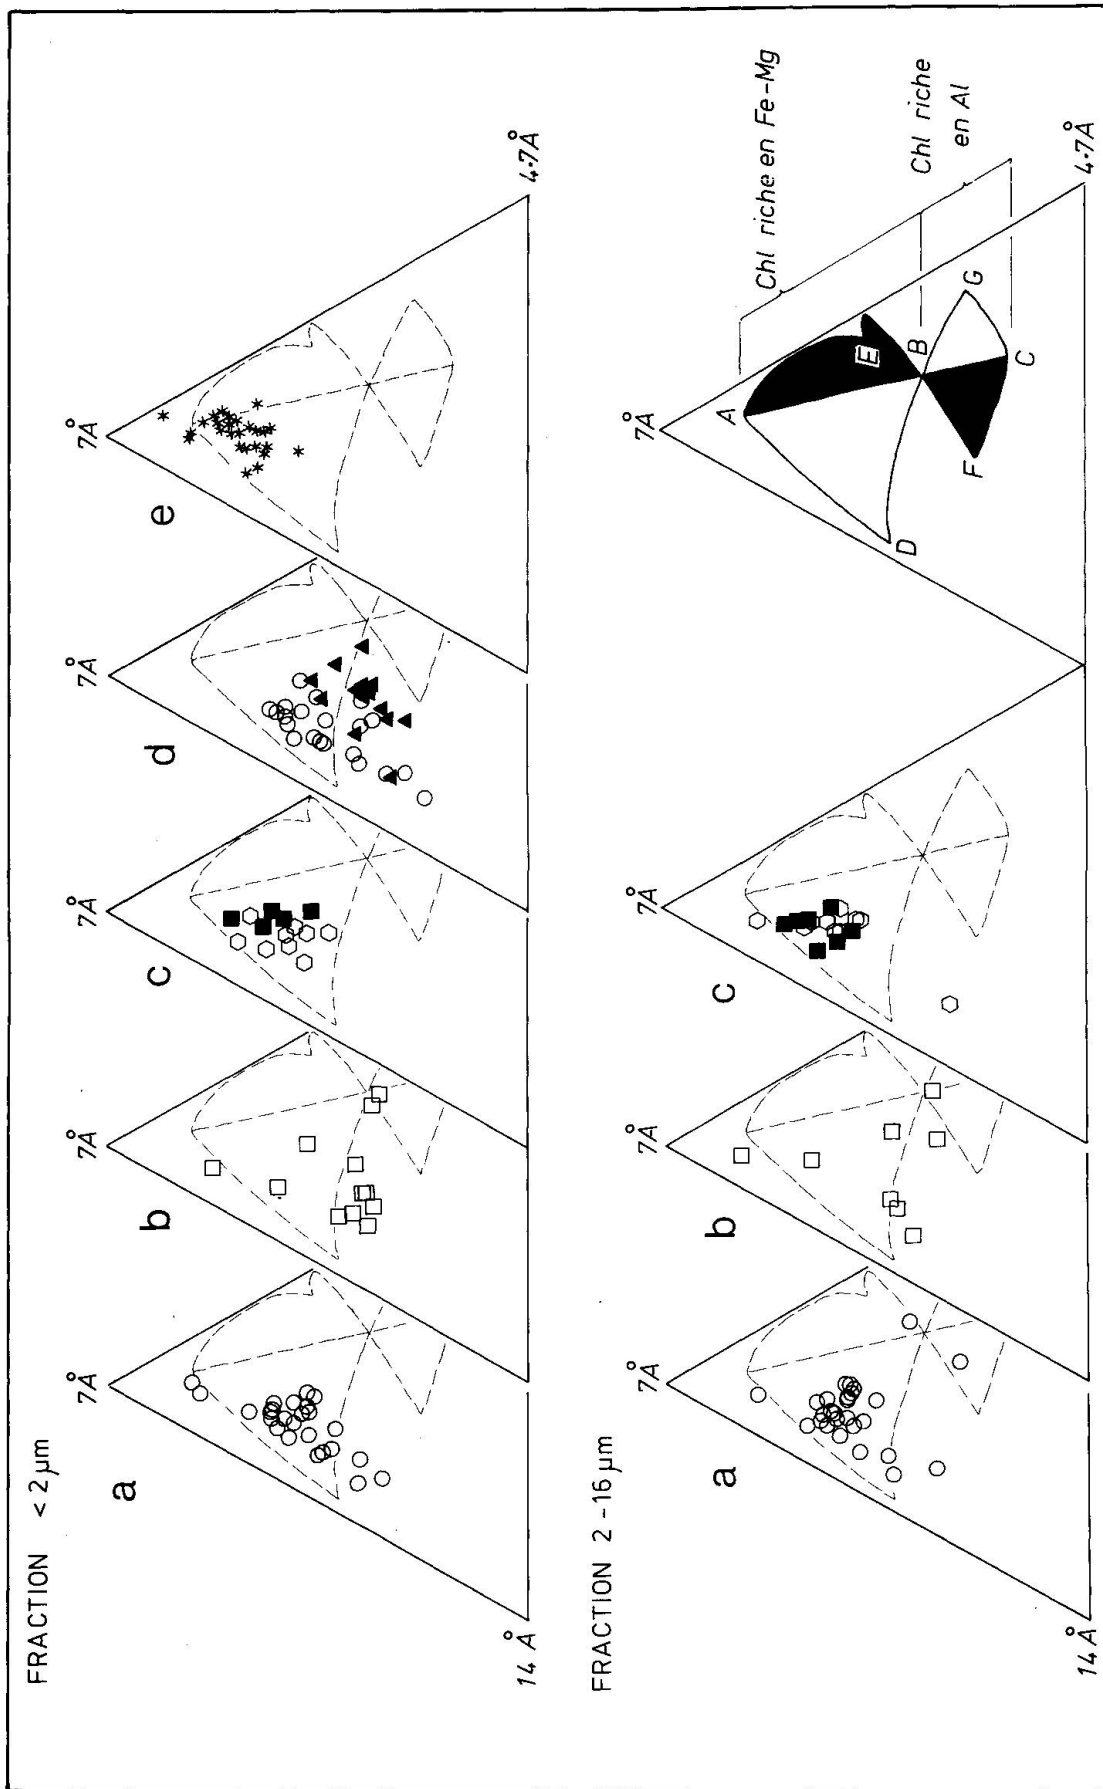 FRACTION < 2 µm
a
b
c
d
e
7Å
7Å
7Å
7Å
7Å
14 Å
4·7Å
FRACTION 2 - 16 µm
a
b
c
7Å
7Å
7Å
7Å
14 Å
4·7Å
A
B
C
D
E
F
G
Chl riche en Fe-Mg
Chl riche
en Al